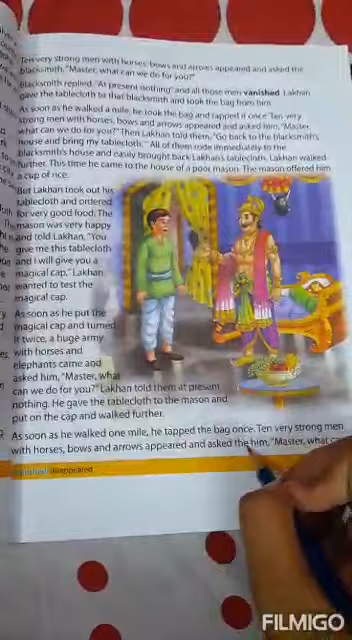 Ten very strong men with horses, bows and arrows appeared and asked the
blacksmith, "Master, what can we do for you?"
Blacksmith replied, "At present nothing" and all those men vanished. Lakhan
gave the tablecloth to that blacksmith and took the bag from him.
As soon as he walked a mile, he took the bag and tapped it once. Ten very
strong men with horses, bows and arrows appeared and asked him, "Master,
what can we do for you?" Then Lakhan told them, "Go back to the blacksmith's
house and bring my tablecloth." All of them rode immediately to the
blacksmith's house and easily brought back Lakhan's tablecloth. Lakhan walked
further. This time he came to the house of a poor mason. The mason offered him
a cup of rice.
But Lakhan took out his
tablecloth and ordered
for very good food. The
mason was very happy
and told Lakhan, "You
give me this tablecloth
and I will give you a
magical cap." Lakhan
wanted to test the
magical cap.
As soon as he put the
magical cap and turned
it twice, a huge army
with horses and
elephants came and
asked him, "Master, what
can we do for you?" Lakhan told them at present
nothing. He gave the tablecloth to the mason and
put on the cap and walked further.
As soon as he walked one mile, he tapped the bag once. Ten very strong men
with horses, bows and arrows appeared and asked the him, "Master, what
disappeared
FILMIGO